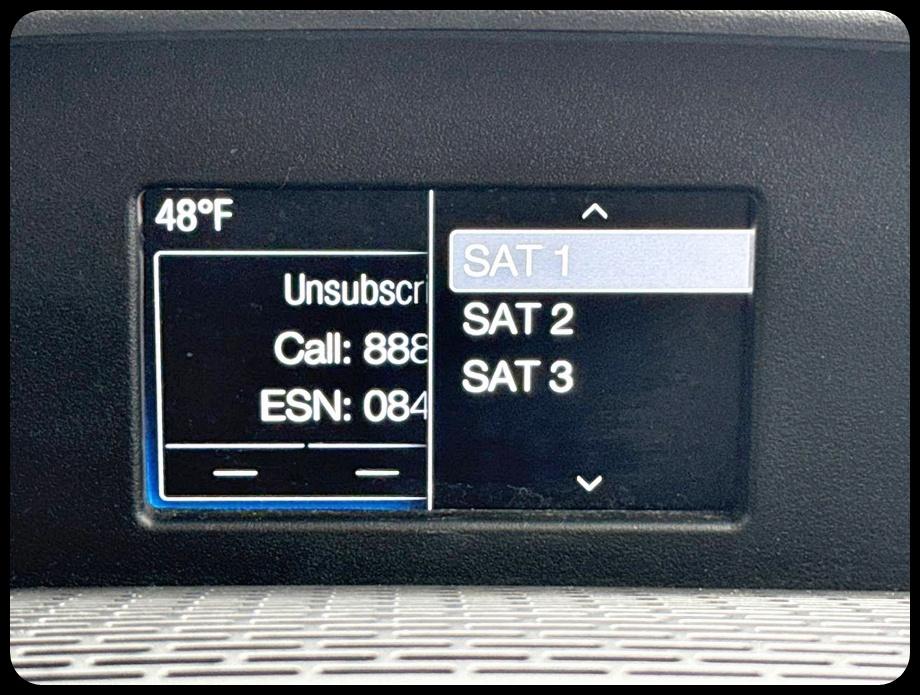 48°F
Unsubscri
Call: 888
ESN: 084
SAT 1
SAT 2
SAT 3